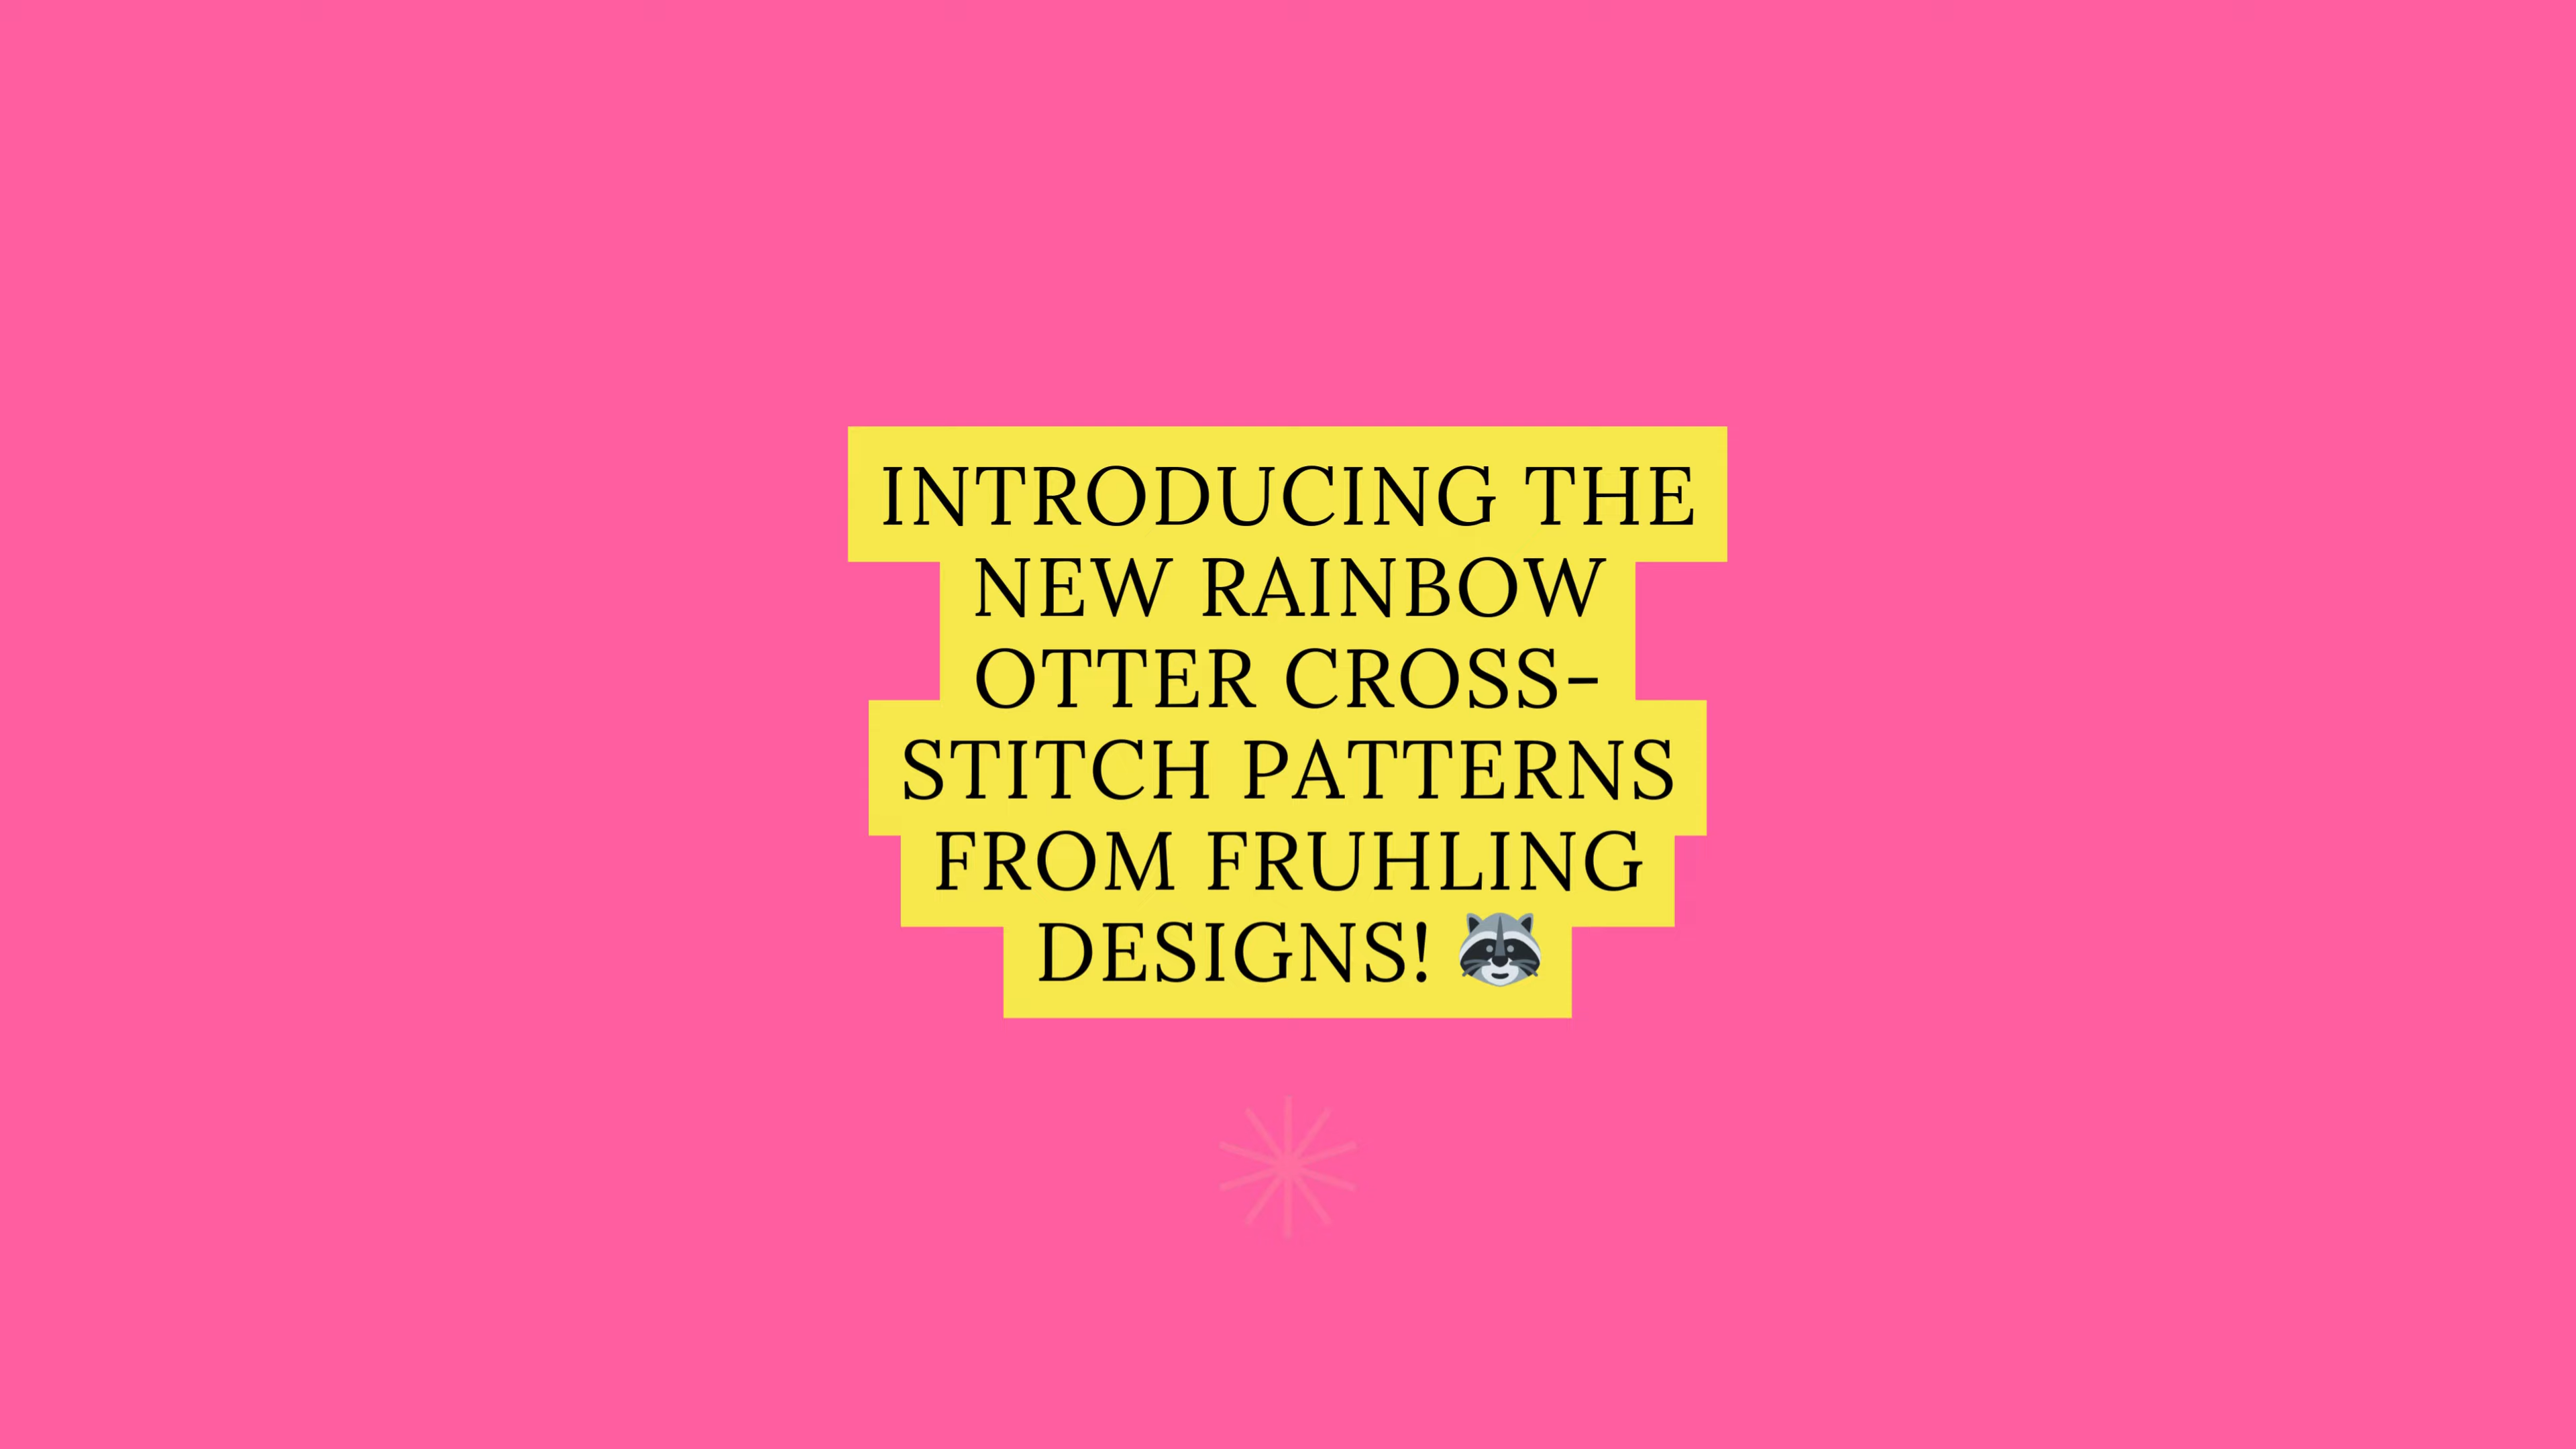 INTRODUCING THE
NEW RAINBOW
OTTER CROSS-
STITCH PATTERNS
FROM FRUHLING
DESIGNS! 🦝